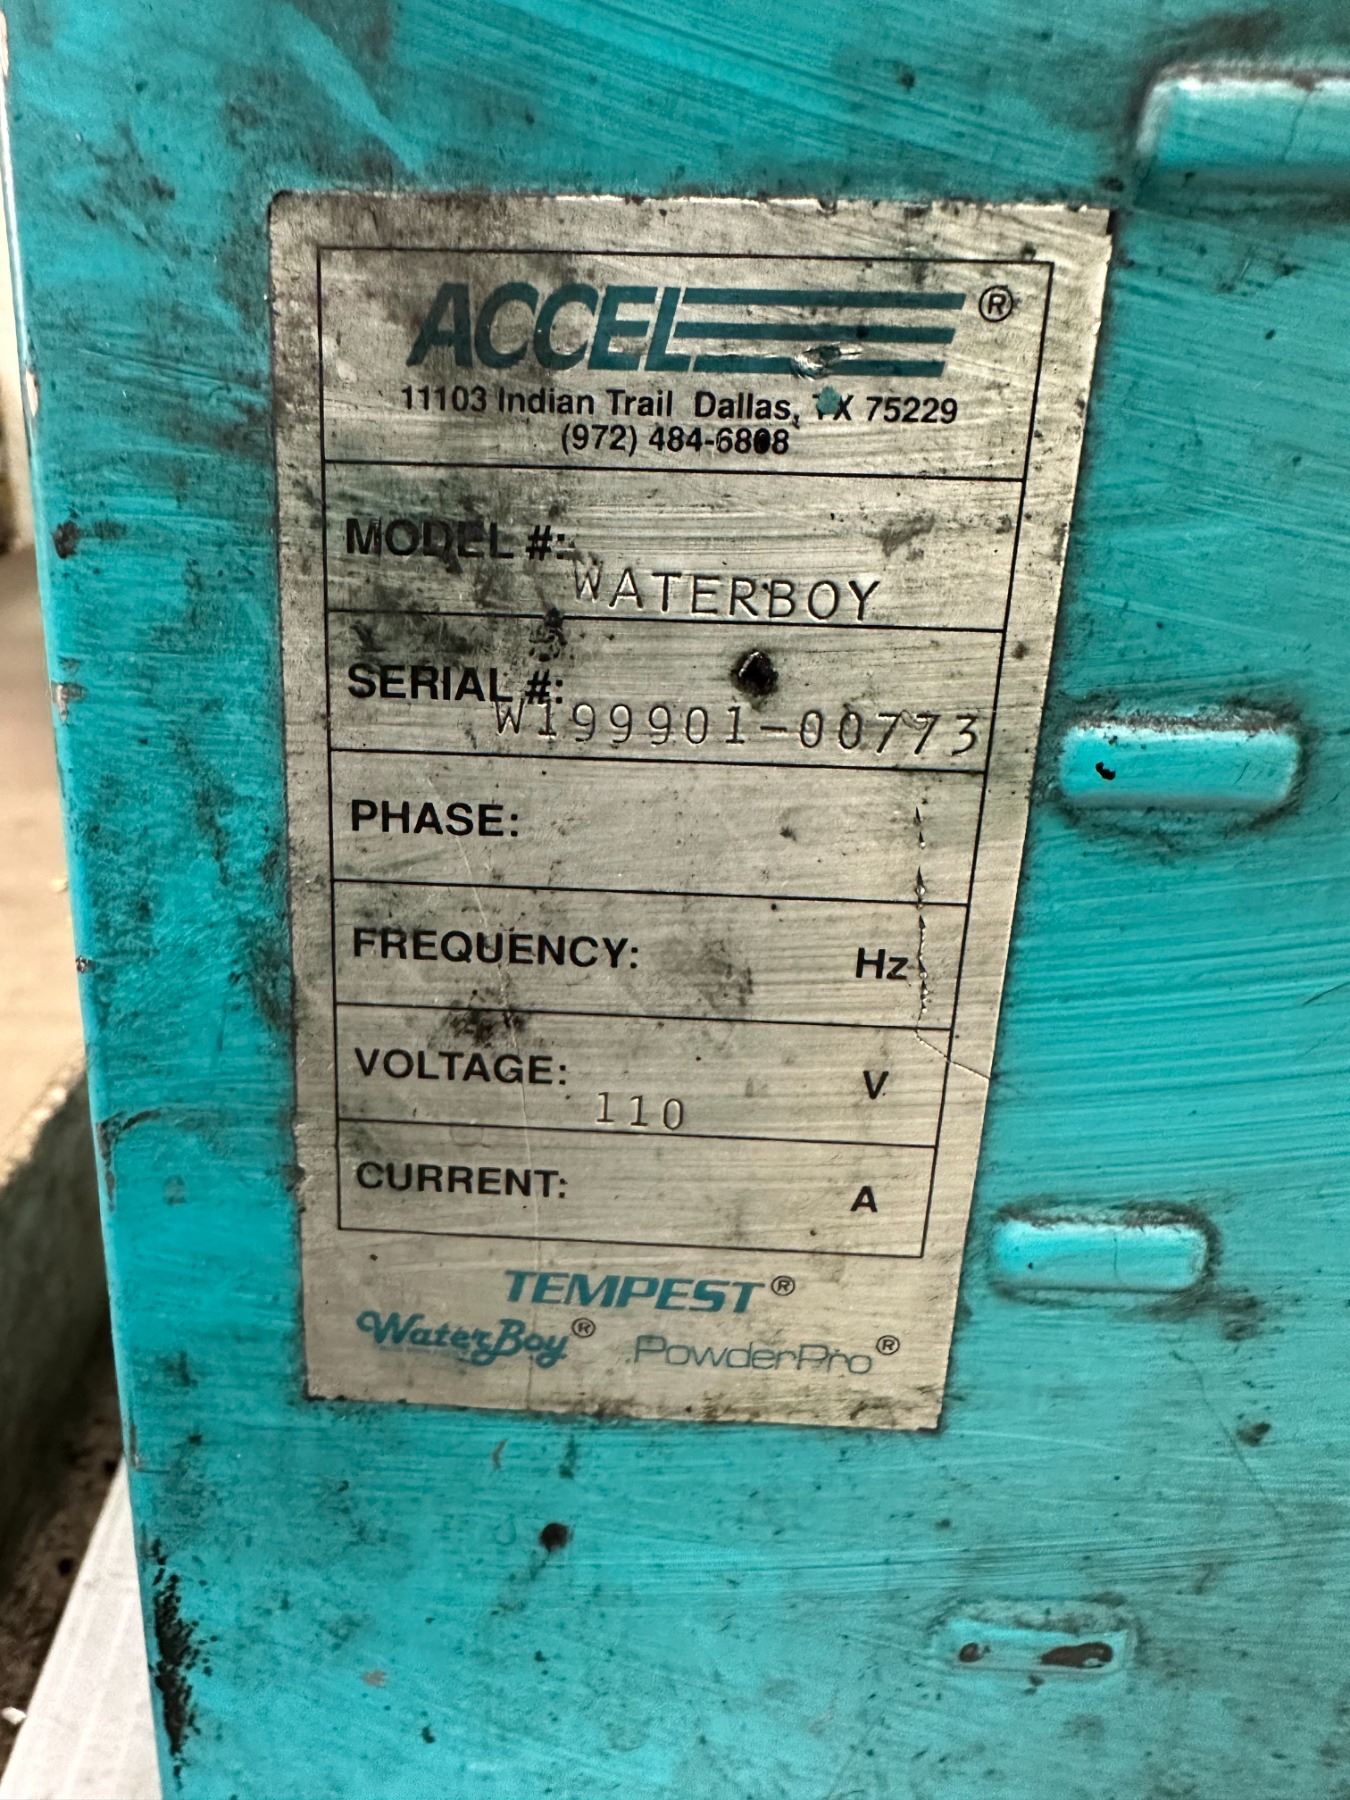 ACCEL®
11103 Indian Trail Dallas, TX 75229
(972) 484-6808
MODEL #:
WATERBOY
SERIAL #:
W199901-00773
PHASE:
FREQUENCY: Hz
VOLTAGE: V
110
CURRENT: A
TEMPEST®
WaterBoy® PowderPro®